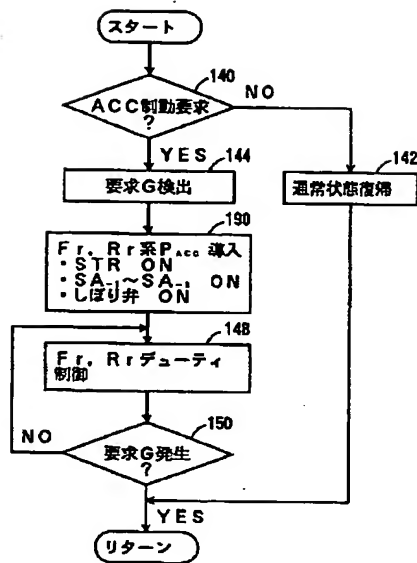 スタート
140
ACC制動要求
?
NO
YES
144
142
要求G検出
通常状態復帰
190
Fr, Rr系PACC導入
・STR ON
・SA-1〜SA-3 ON
・しぼり弁 ON
148
Fr, Rrデューティ
制御
150
NO
要求G発生
?
YES
リターン